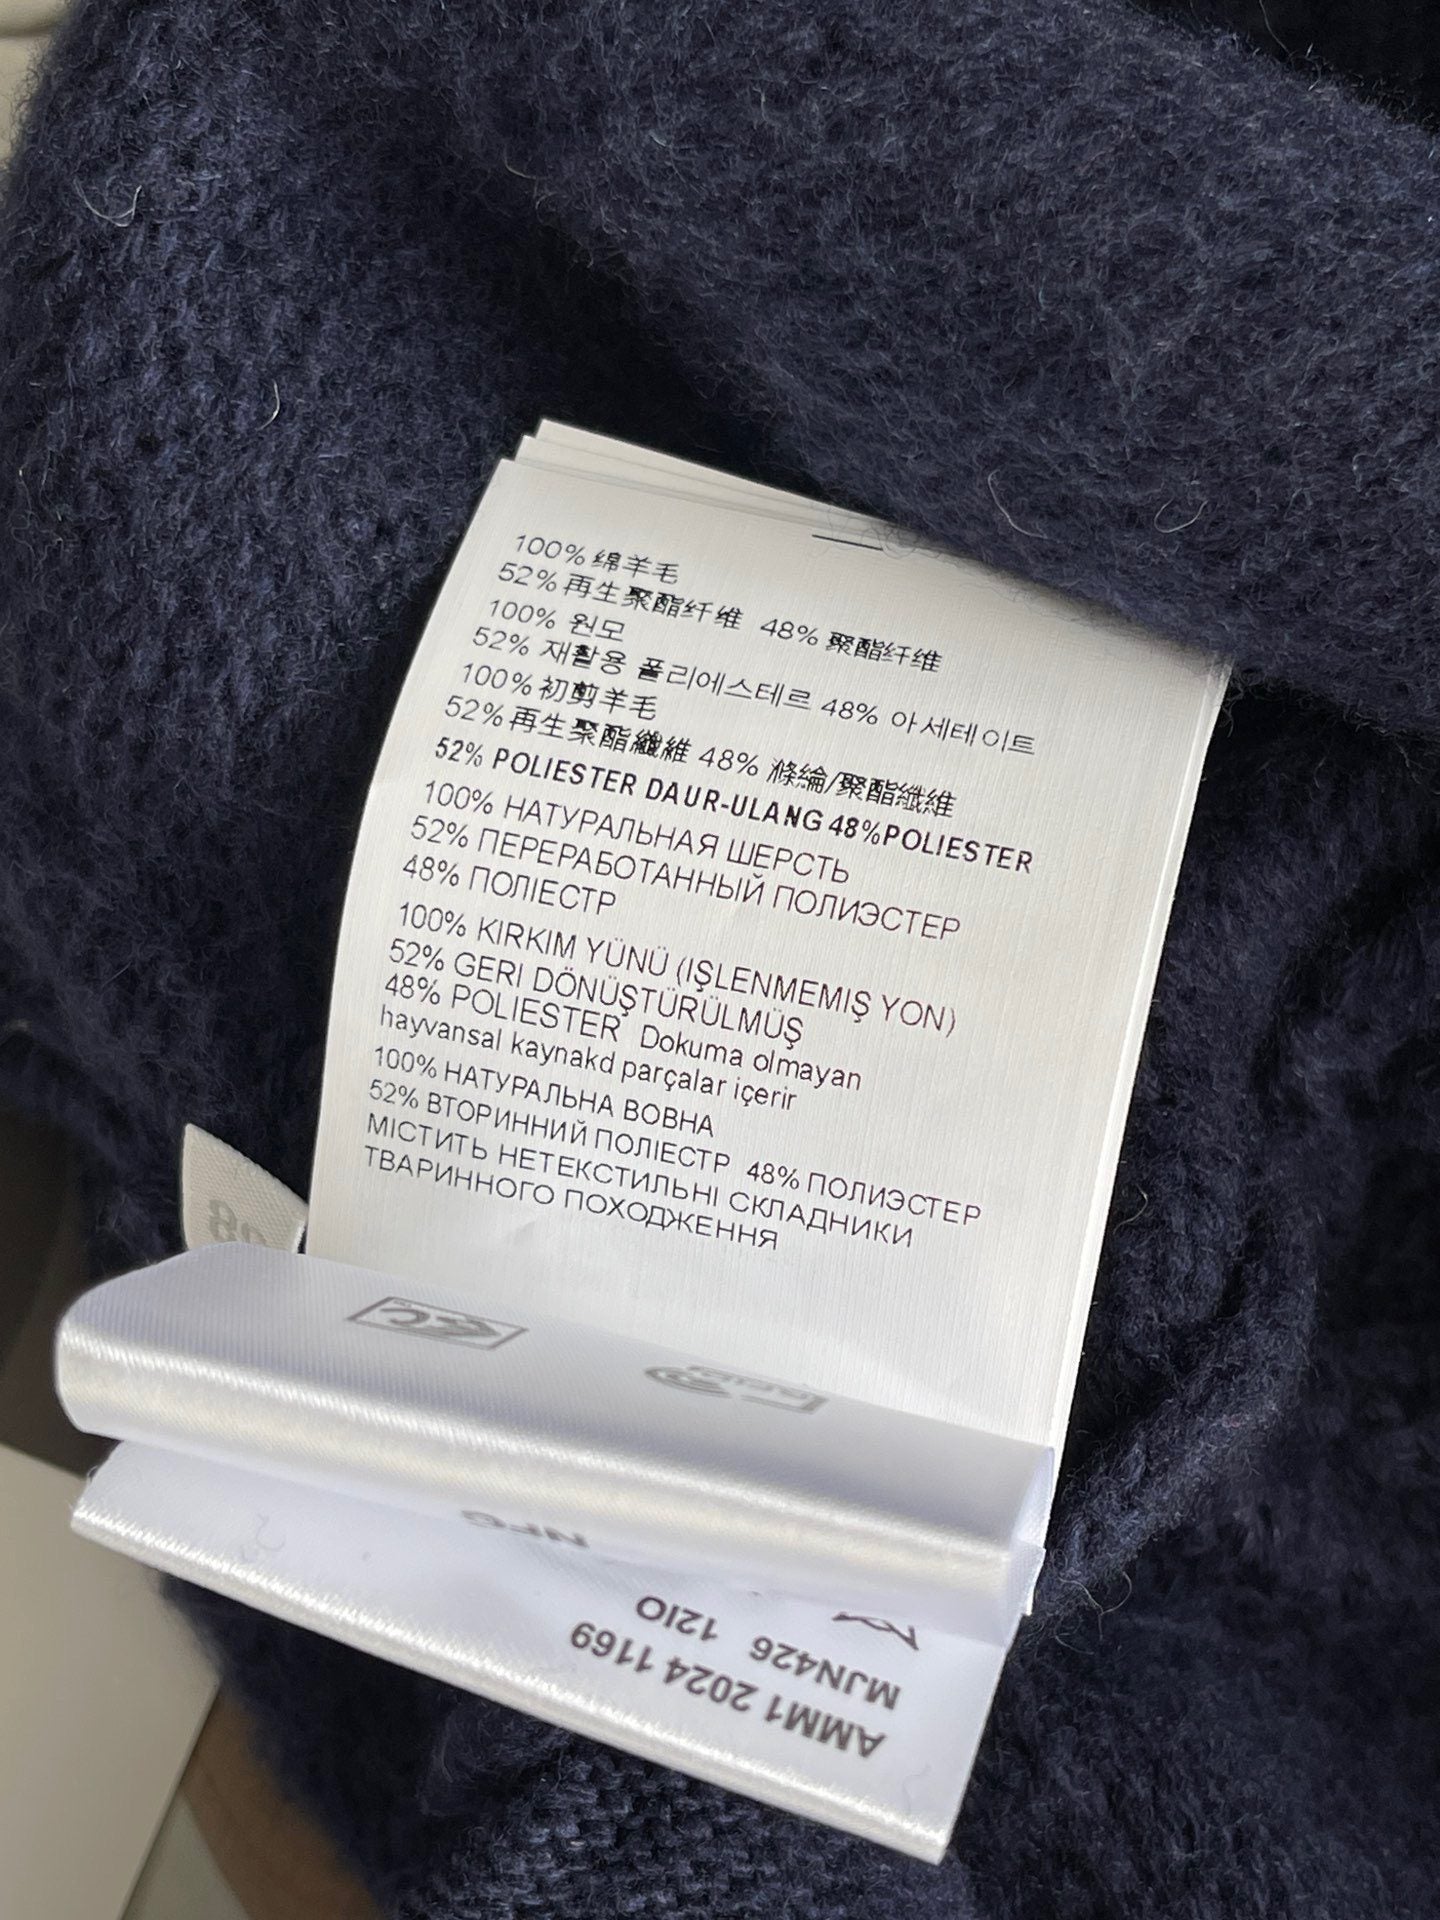 100% 绵羊毛
52% 再生聚酯纤维 48% 聚酯纤维
100% 원모
52% 재활용 폴리에스테르 48% 아세테이트
100% 初剪羊毛
52% 再生聚酯纖維 48% 滌綸/聚酯纖維
52% POLIESTER DAUR-ULANG 48%POLIESTER
100% НАТУРАЛЬНАЯ ШЕРСТЬ
52% ПЕРЕРАБОТАННЫЙ ПОЛИЭСТЕР
48% ПОЛІЕСТР
100% KIRKIM YÜNÜ (IŞLENMEMIŞ YON)
52% GERI DÖNÜŞTÜRÜLMÜŞ
48% POLIESTER Dokuma olmayan
hayvansal kaynakd parçalar içerir
100% НАТУРАЛЬНА ВОВНА
52% ВТОРИННИЙ ПОЛІЕСТР 48% ПОЛИЭСТЕР
МІСТИТЬ НЕТЕКСТИЛЬНІ СКЛАДНИКИ
ТВАРИННОГО ПОХОДЖЕННЯ
AMM1 2024 1169
MJN426 12IO